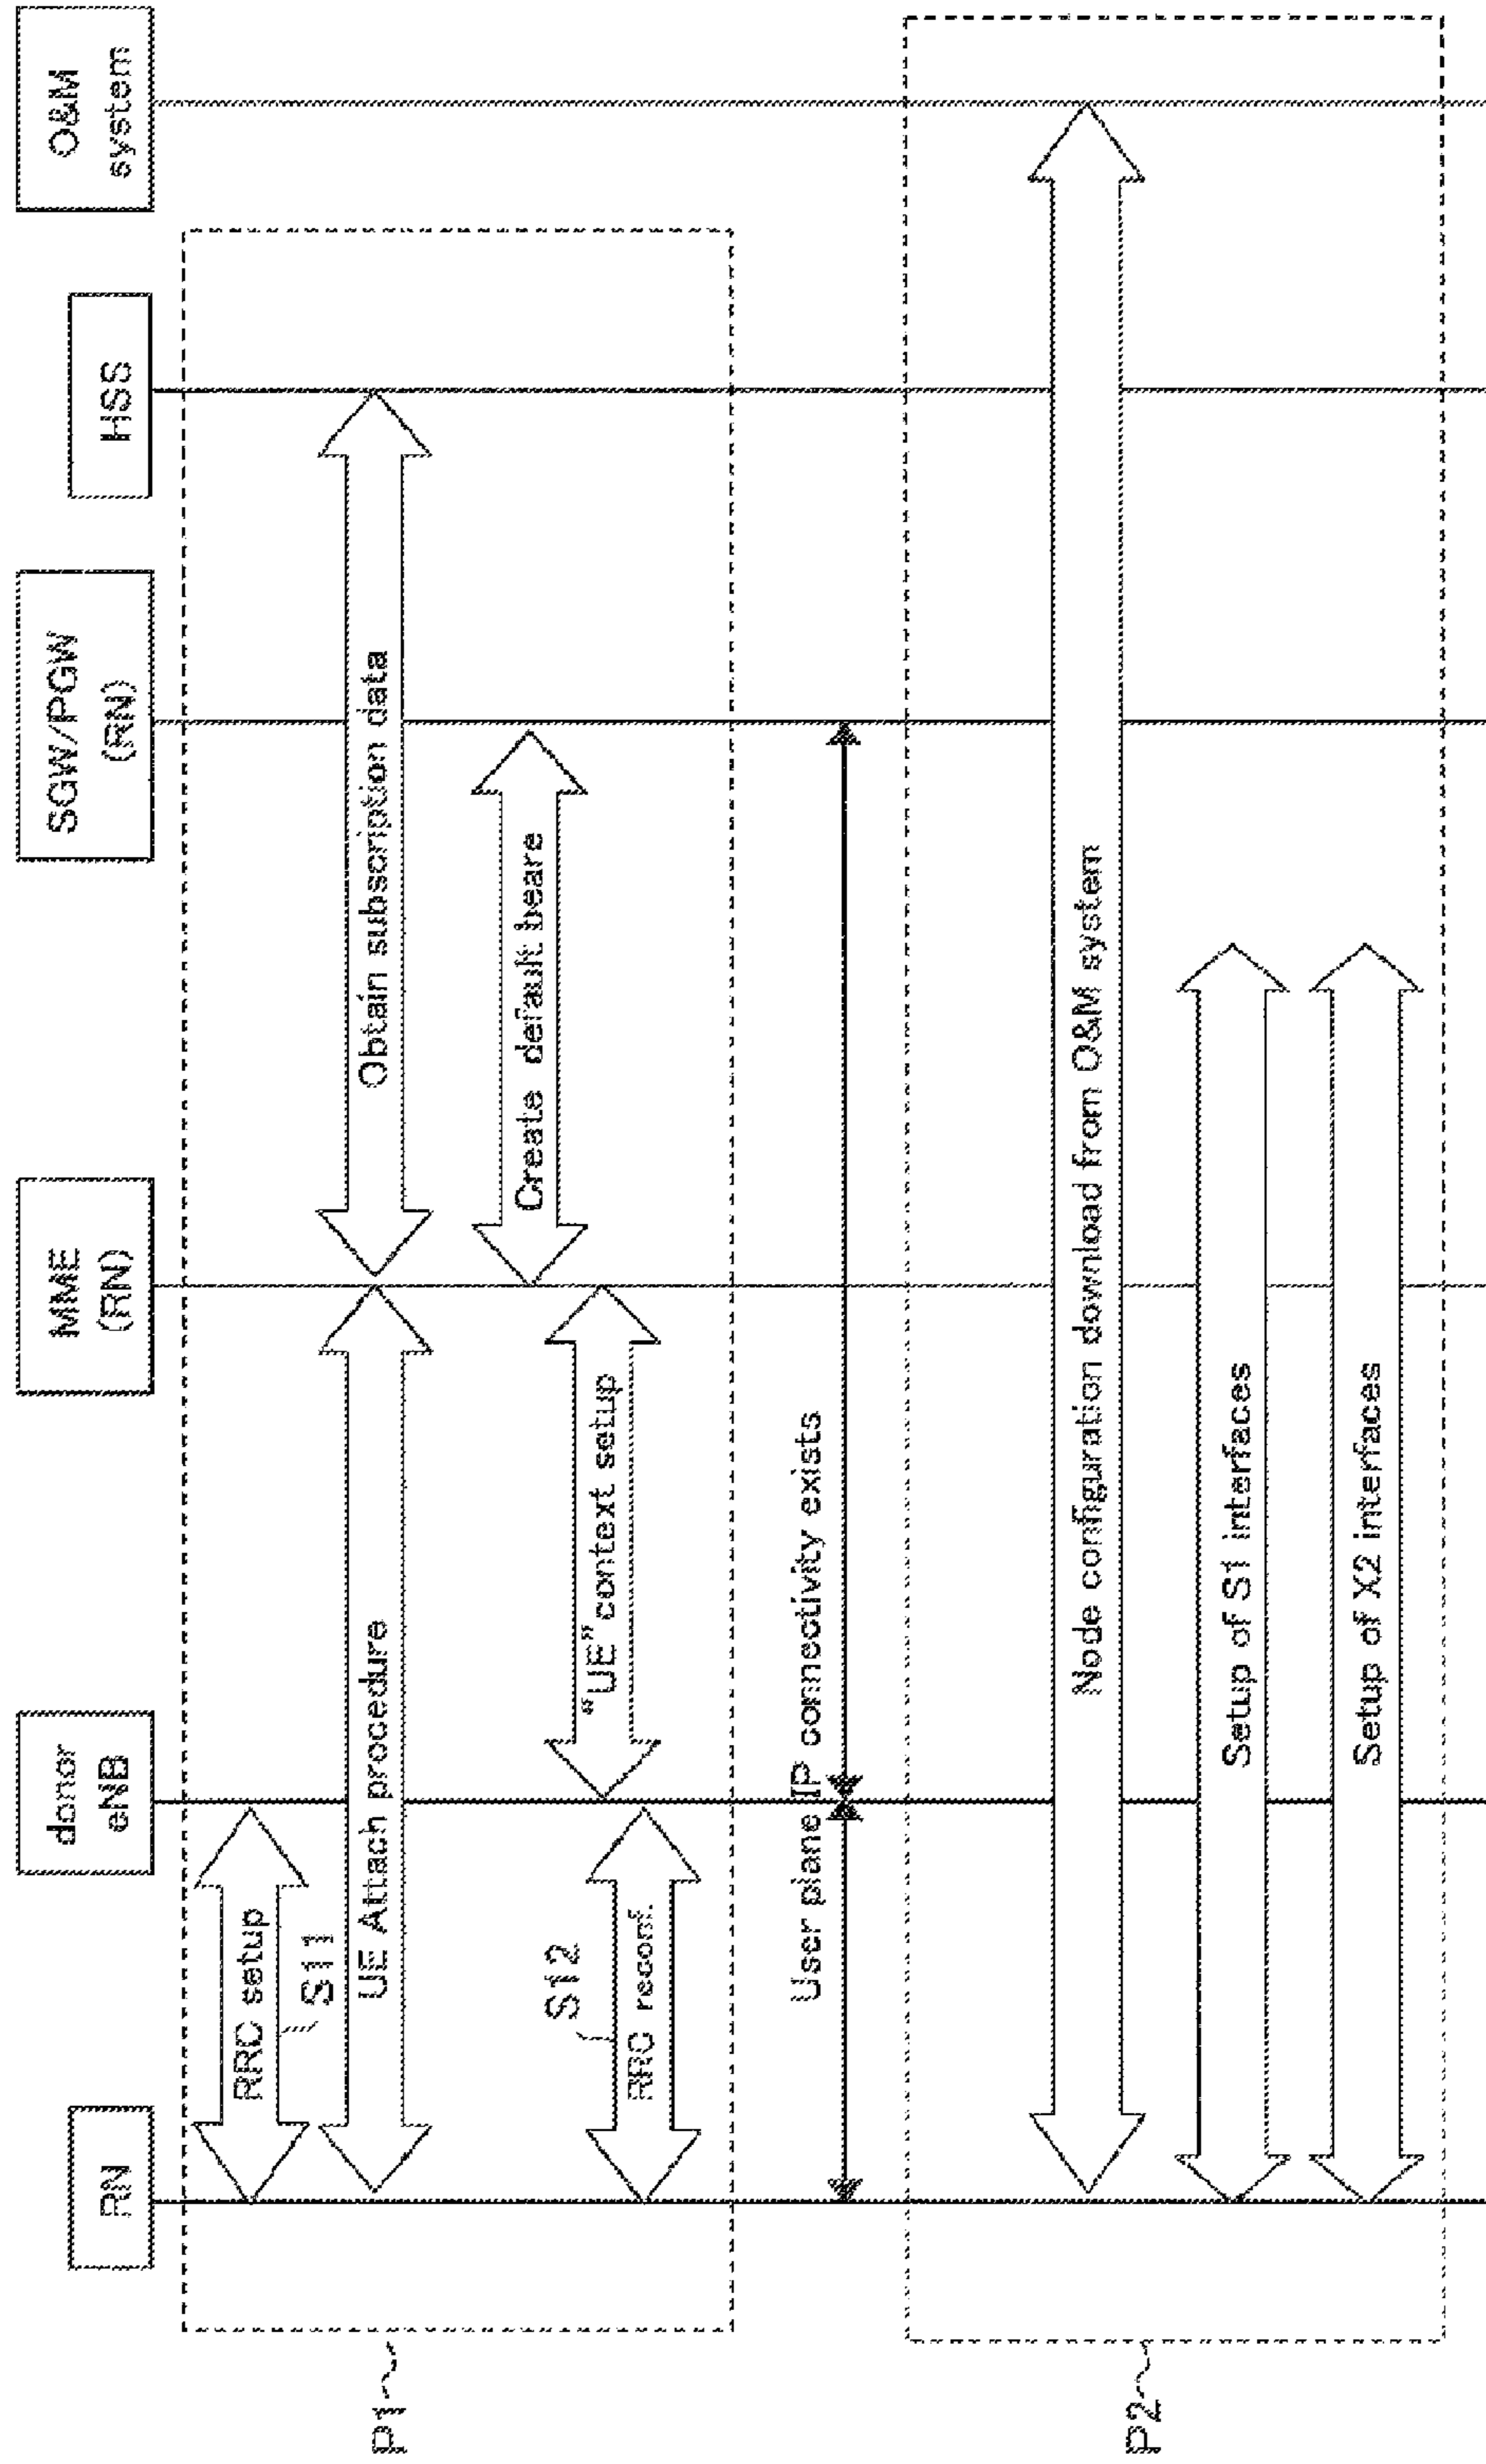 RN
donor
eNB
MME
(RN)
SGW/PGW
(RN)
HSS
O&M
system
P1
RRC setup
S11
UE Attach procedure
Obtain subscription data
Create default beare
"UE" context setup
S12
RRC reconf.
User plane IP connectivity exists
P2
Node configuration download from O&M system
Setup of S1 interfaces
Setup of X2 interfaces